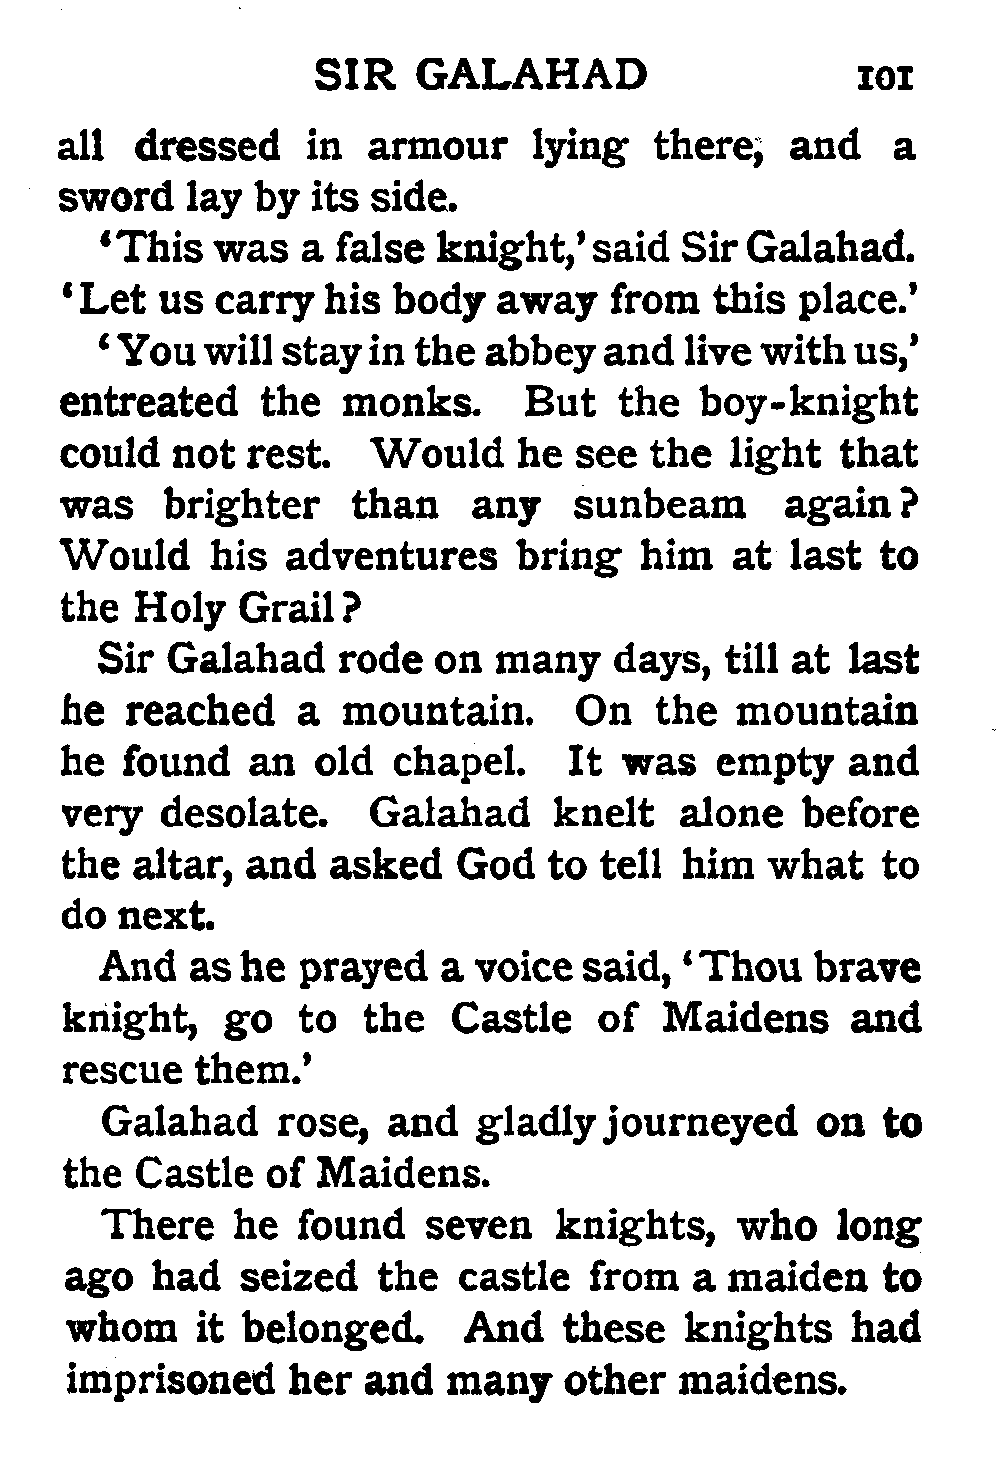 SIR GALAHAD 101
all dressed in armour lying there; and a
sword lay by its side.
‘This was a false knight,’ said Sir Galahad.
‘Let us carry his body away from this place.’
‘You will stay in the abbey and live with us,’
entreated the monks. But the boy-knight
could not rest. Would he see the light that
was brighter than any sunbeam again?
Would his adventures bring him at last to
the Holy Grail?
Sir Galahad rode on many days, till at last
he reached a mountain. On the mountain
he found an old chapel. It was empty and
very desolate. Galahad knelt alone before
the altar, and asked God to tell him what to
do next.
And as he prayed a voice said, ‘Thou brave
knight, go to the Castle of Maidens and
rescue them.’
Galahad rose, and gladly journeyed on to
the Castle of Maidens.
There he found seven knights, who long
ago had seized the castle from a maiden to
whom it belonged. And these knights had
imprisoned her and many other maidens.